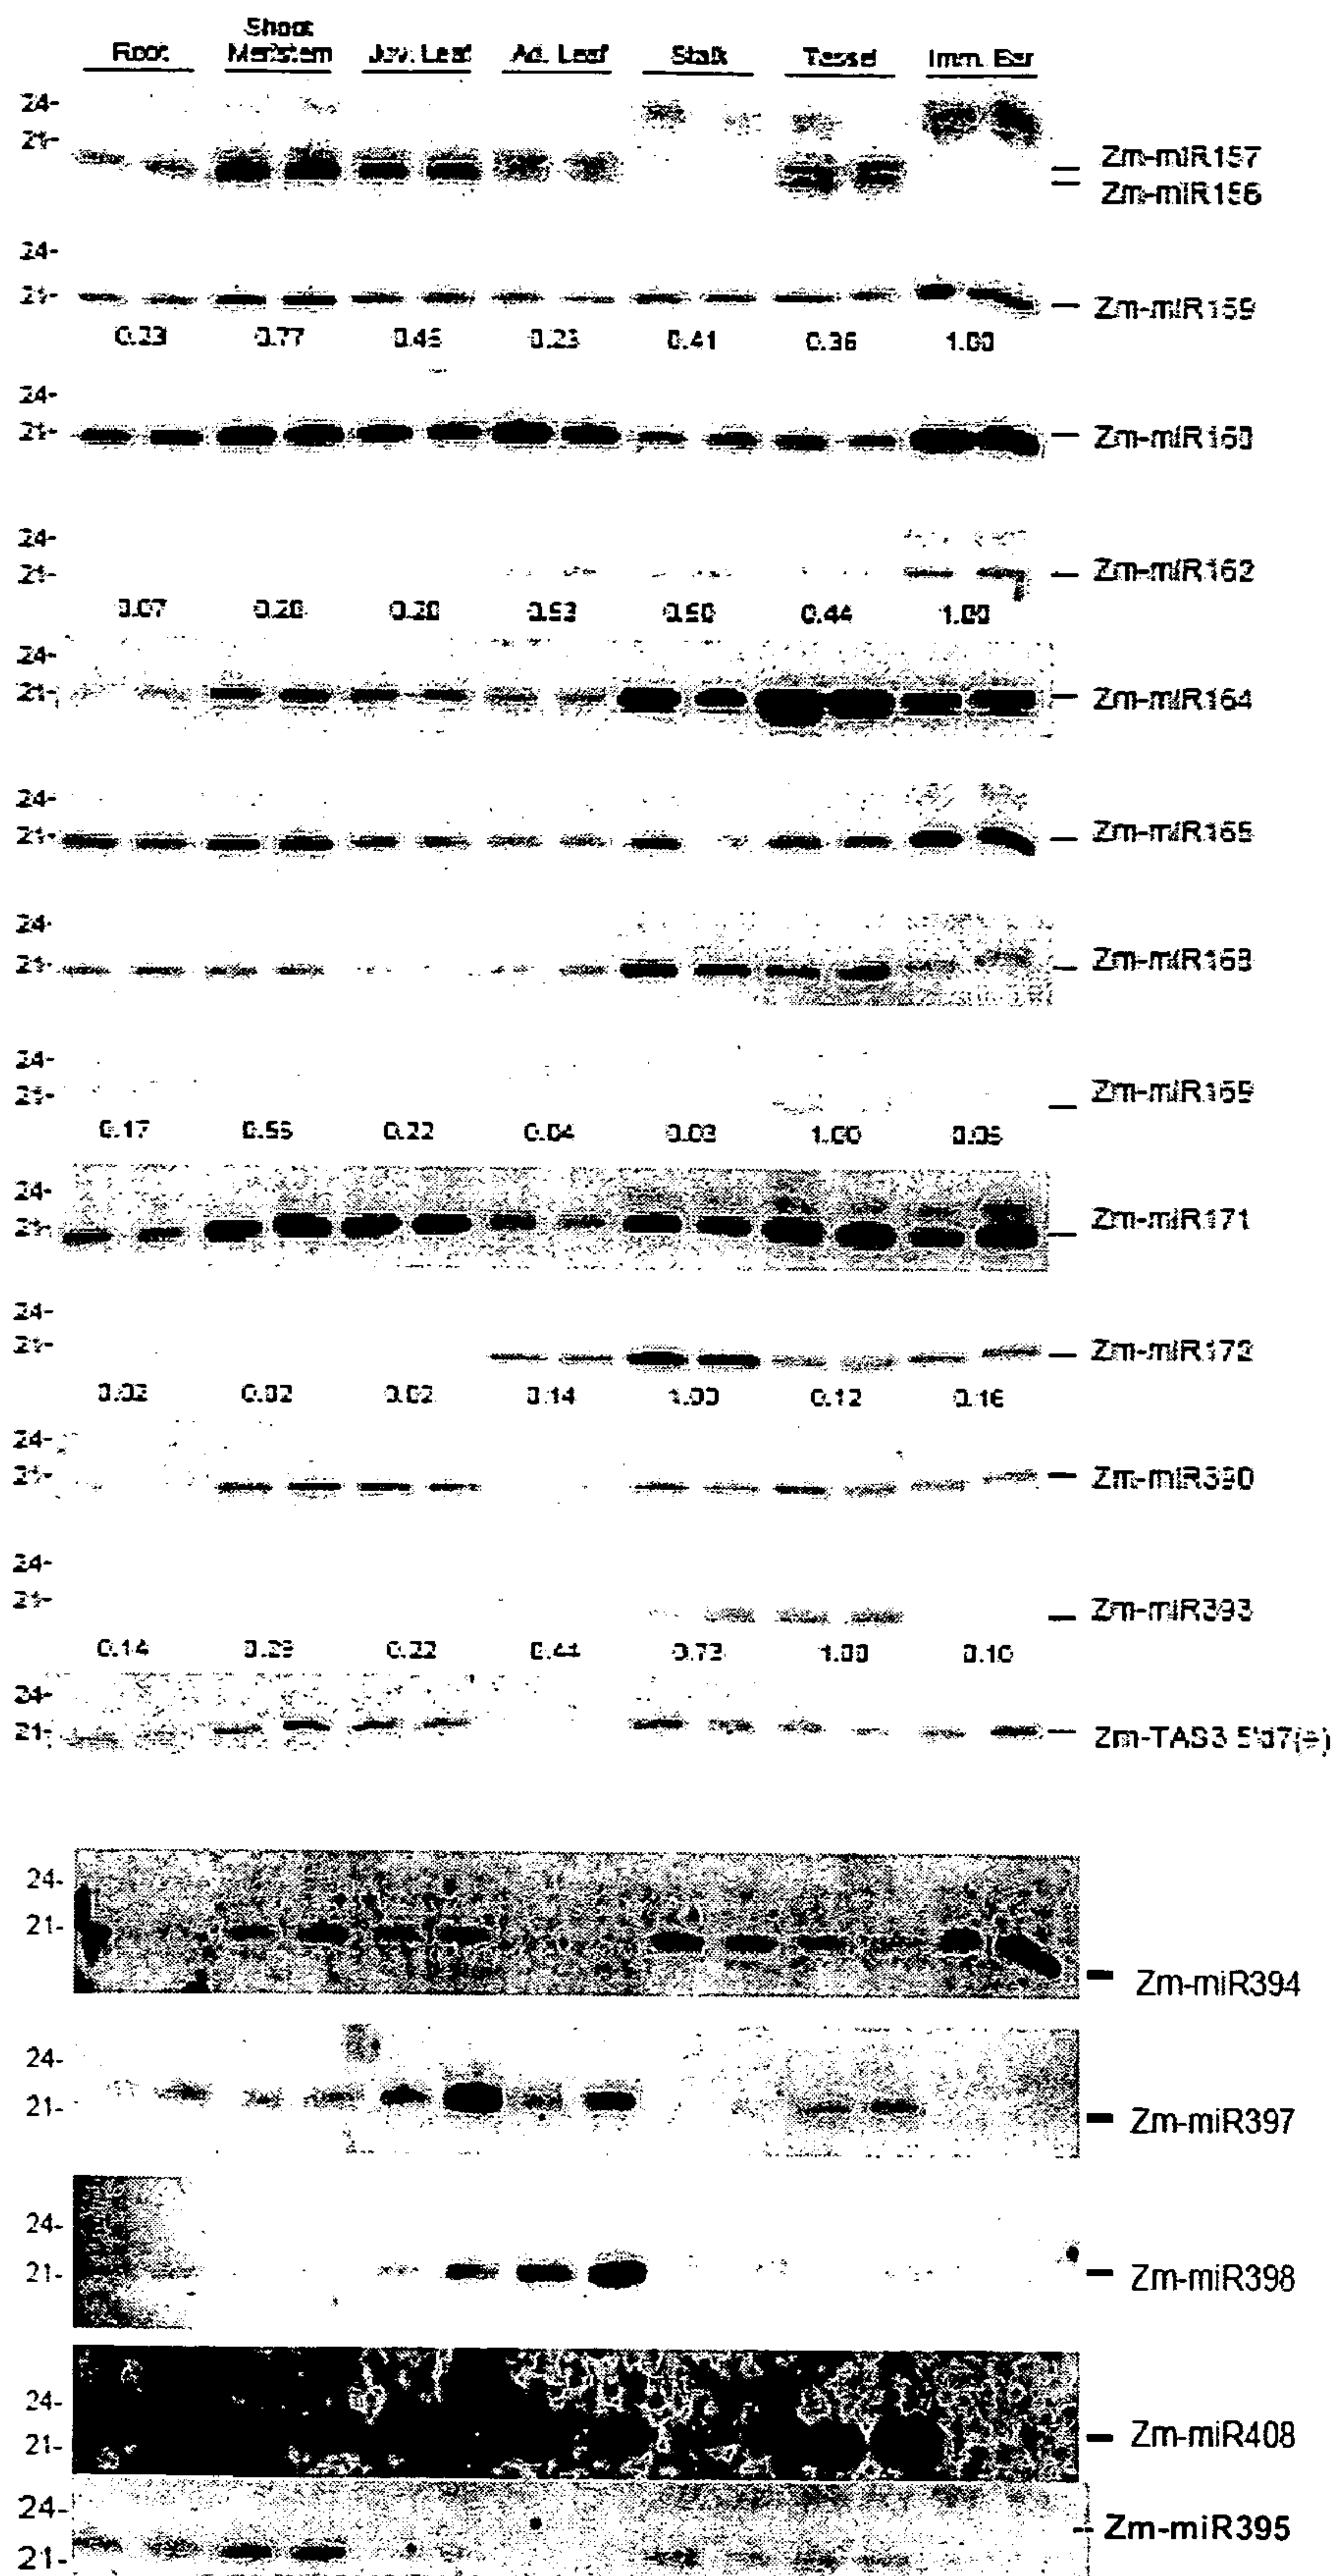 Shoot
Root Meristem Juv. Leaf Ad. Leaf Stalk Tassel Imm. Ear
24-
21-
Zm-miR157
Zm-miR156
24-
21- Zm-miR159
0.23 0.77 0.45 0.23 0.41 0.36 1.00
24-
21- Zm-miR160
24-
21- Zm-miR162
0.07 0.20 0.20 0.53 0.50 0.44 1.00
24-
21- Zm-miR164
24-
21- Zm-miR166
24-
21- Zm-miR168
24-
21- Zm-miR169
0.17 0.55 0.22 0.04 0.03 1.00 0.05
24-
21- Zm-miR171
24-
21- Zm-miR172
0.02 0.02 0.02 0.14 1.00 0.12 0.16
24-
21- Zm-miR390
24-
21- Zm-miR393
0.14 0.29 0.22 0.44 0.73 1.00 0.10
24-
21- Zm-TAS3
24-
21-
Zm-miR394
24-
21- Zm-miR397
24-
21- Zm-miR398
24-
21- Zm-miR408
24-
Zm-miR395
21-